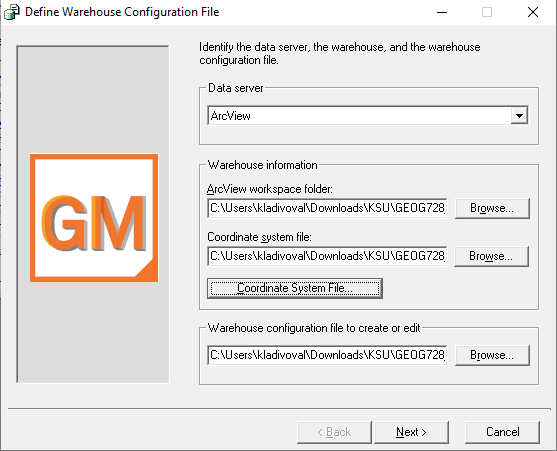 Define Warehouse Configuration File
Identify the data server, the warehouse, and the warehouse
configuration file.
Data server
ArcView
GM
Warehouse information
ArcView workspace folder:
C:\Users\kladivoval\Downloads\KSU\GEOG728
Browse...
Coordinate system file:
C:\Users\kladivoval\Downloads\KSU\GEOG728
Browse...
Coordinate System File...
Warehouse configuration file to create or edit
C:\Users\kladivoval\Downloads\KSU\GEOG728
Browse...
< Back
Next >
Cancel